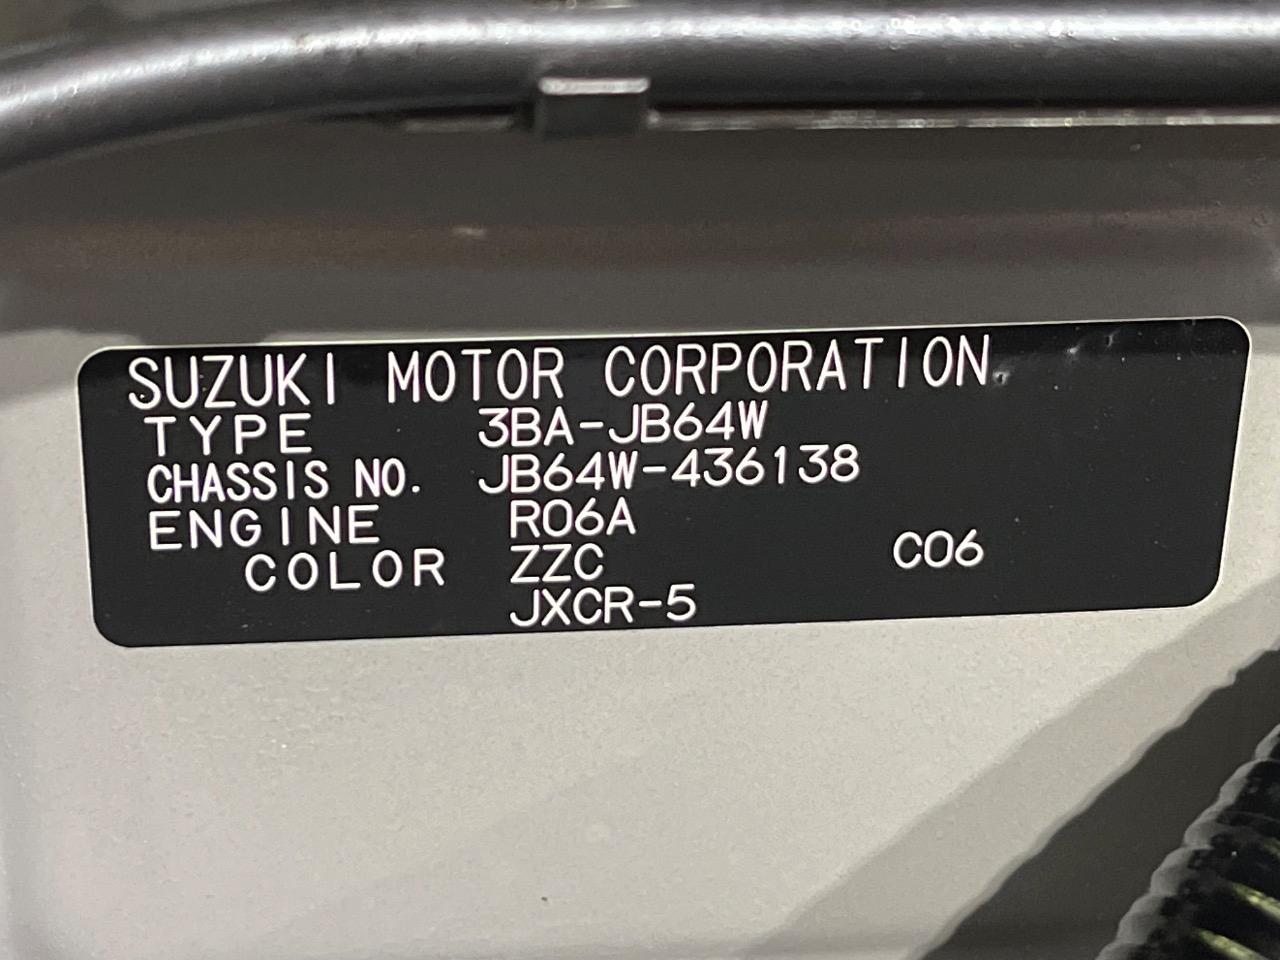 SUZUKI MOTOR CORPORATION.
TYPE 3BA-JB64W
CHASSIS NO. JB64W-436138
ENGINE R06A
COLOR ZZC C06
JXCR-5